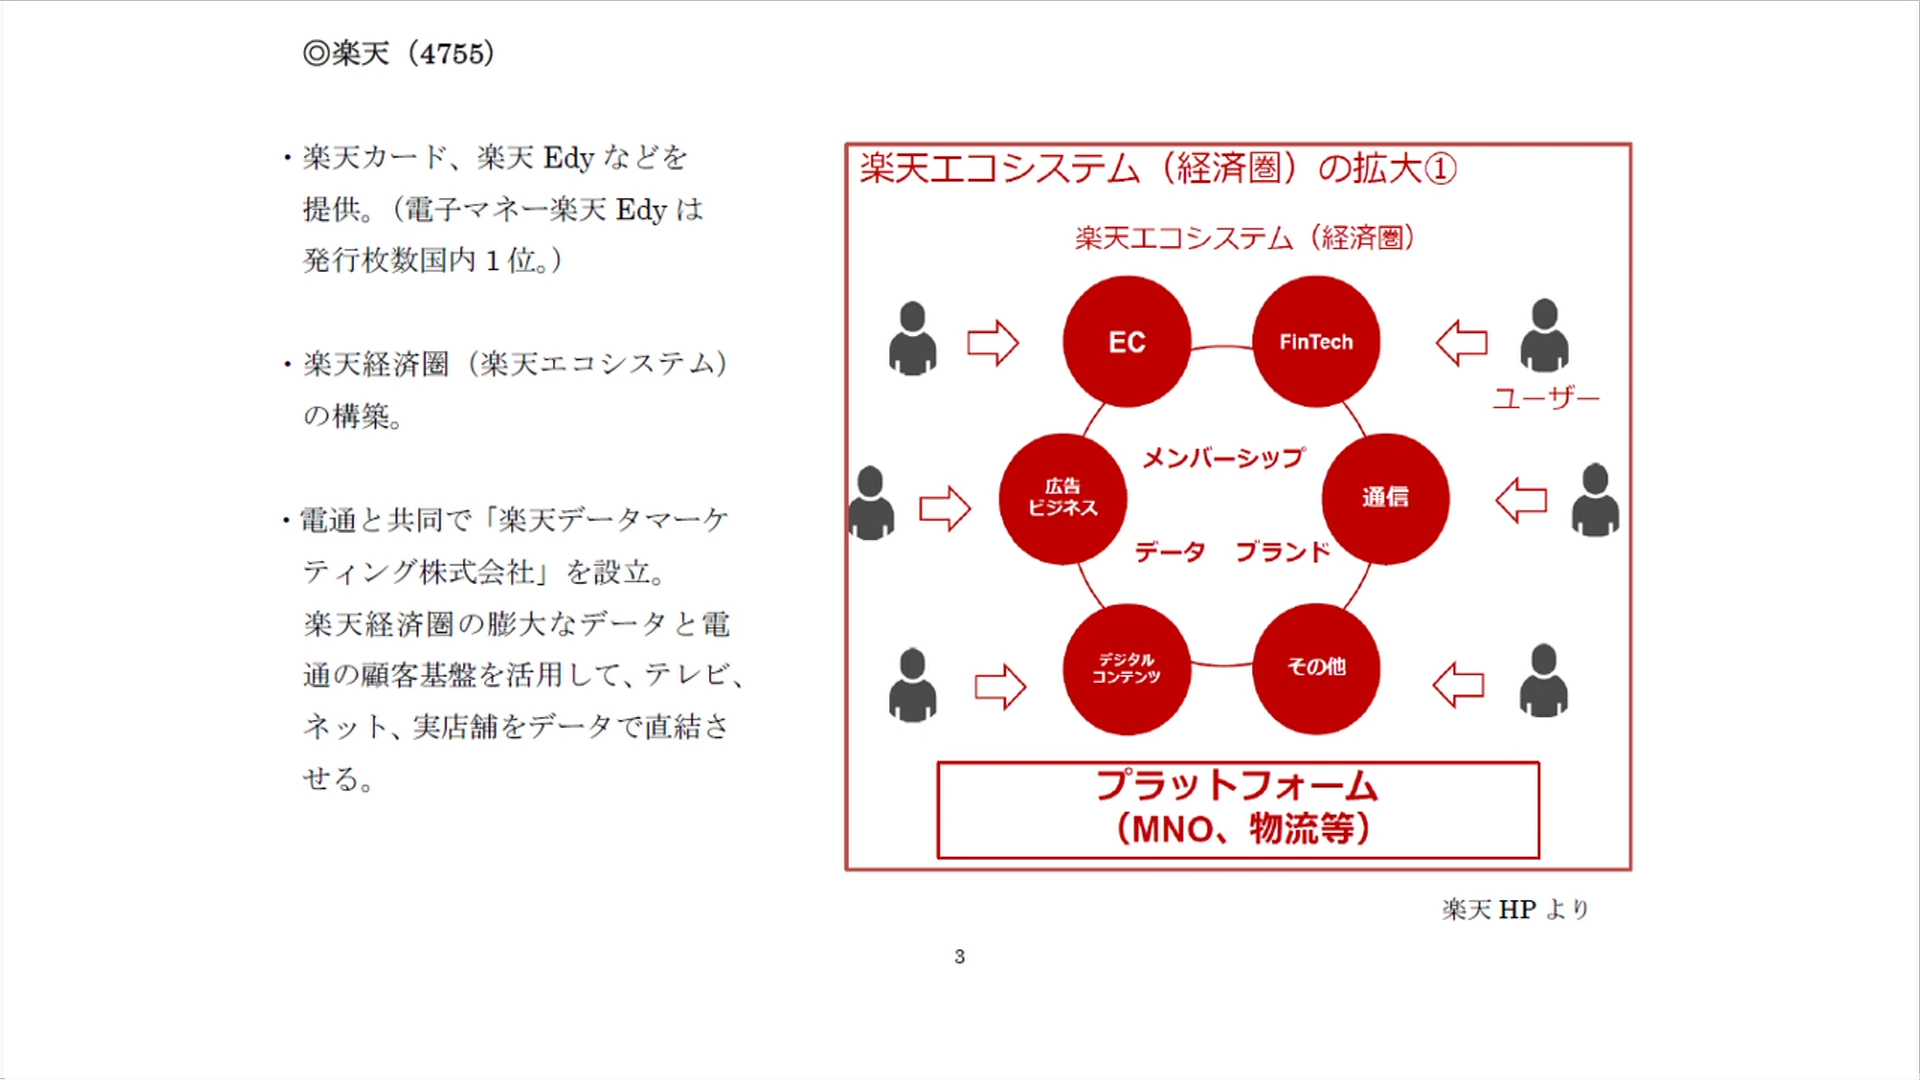 ◎楽天（4755）
・楽天カード、楽天 Edy などを
提供。（電子マネー楽天 Edy は
発行枚数国内 1 位。）
・楽天経済圏（楽天エコシステム）
の構築。
・電通と共同で「楽天データマーケ
ティング株式会社」を設立。
楽天経済圏の膨大なデータと電
通の顧客基盤を活用して、テレビ、
ネット、実店舗をデータで直結さ
せる。
楽天エコシステム（経済圏）の拡大①
楽天エコシステム（経済圏）
EC
FinTech
ユーザー
メンバーシップ
広告
ビジネス
通信
データ ブランド
デジタル
コンテンツ
その他
プラットフォーム
（MNO、物流等）
楽天 HP より
3